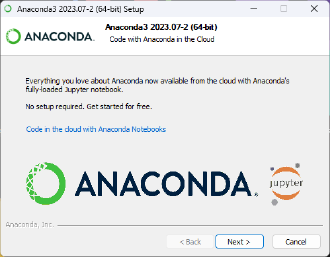 Anaconda3 2023.07-2 (64-bit) Setup
ANACONDA.
Anaconda3 2023.07-2 (64-bit)
Code with Anaconda in the Cloud
Everything you love about Anaconda now available from the cloud with Anaconda's
fully-loaded Jupyter notebook.
No setup required. Get started for free.
Code in the cloud with Anaconda Notebooks
ANACONDA.
jupyter
Anaconda, Inc.
< Back
Next >
Cancel